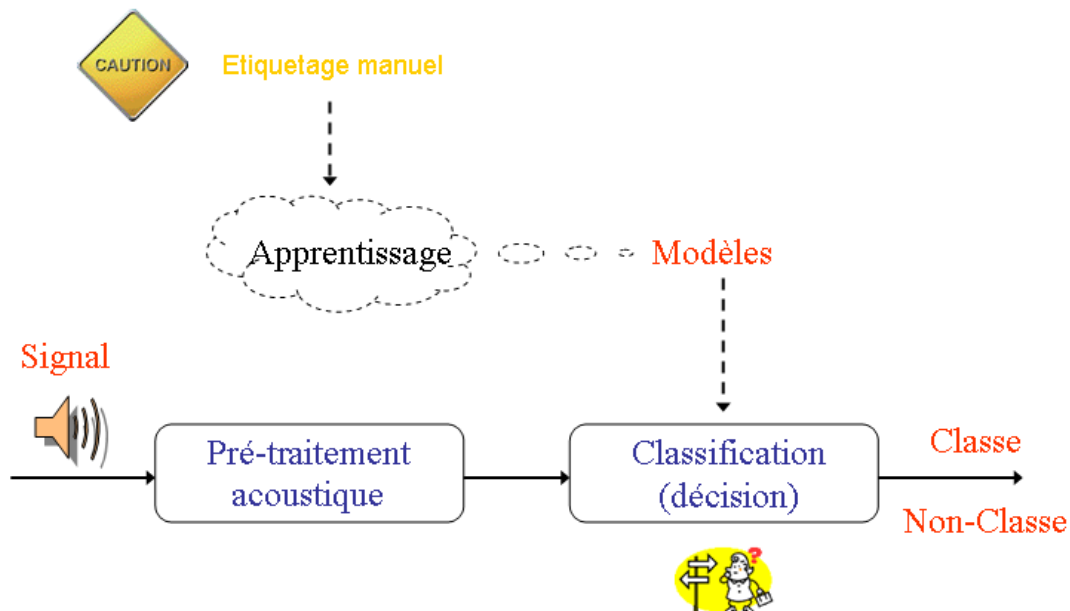 CAUTION
Etiquetage manuel
Apprentissage
Modèles
Signal
Pré-traitement
acoustique
Classification
(décision)
Classe
Non-Classe
?